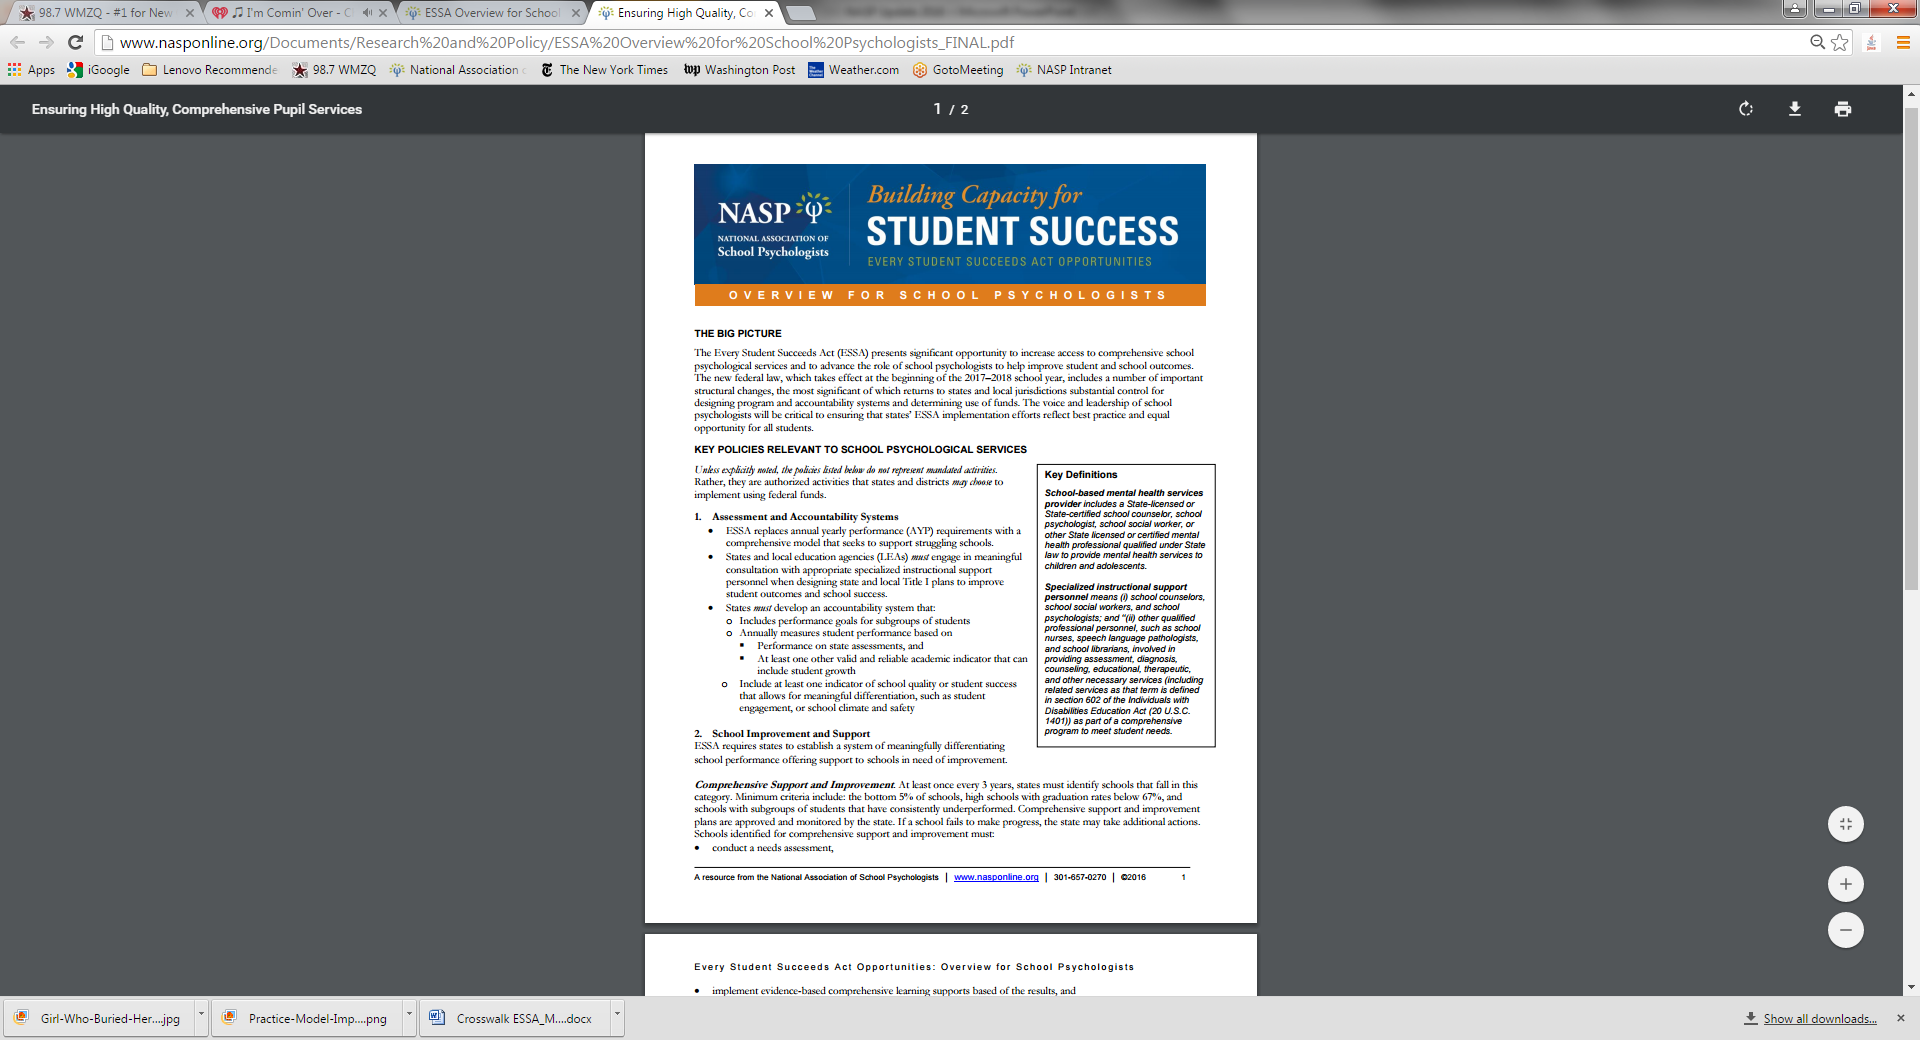 98.7 WMZQ - #1 for New
I'm Comin' Over - C
ESSA Overview for School
Ensuring High Quality, Co
www.nasponline.org/Documents/Research%20and%20Policy/ESSA%20Overview%20for%20School%20Psychologists_FINAL.pdf
Apps
iGoogle
Lenovo Recommende
98.7 WMZQ
National Association
The New York Times
Washington Post
Weather.com
GotoMeeting
NASP Intranet
Ensuring High Quality, Comprehensive Pupil Services
1 / 2
NASP
NATIONAL ASSOCIATION OF
School Psychologists
Building Capacity for
STUDENT SUCCESS
EVERY STUDENT SUCCEEDS ACT OPPORTUNITIES
OVERVIEW FOR SCHOOL PSYCHOLOGISTS
THE BIG PICTURE
The Every Student Succeeds Act (ESSA) presents significant opportunity to increase access to comprehensive school
psychological services and to advance the role of school psychologists to help improve student and school outcomes.
The new federal law, which takes effect at the beginning of the 2017–2018 school year, includes a number of important
structural changes, the most significant of which returns to states and local jurisdictions substantial control for
designing program and accountability systems and determining use of funds. The voice and leadership of school
psychologists will be critical to ensuring that states' ESSA implementation efforts reflect best practice and equal
opportunity for all students.
KEY POLICIES RELEVANT TO SCHOOL PSYCHOLOGICAL SERVICES
Unless explicitly noted, the policies listed below do not represent mandated activities.
Rather, they are authorized activities that states and districts may choose to
implement using federal funds.
1. Assessment and Accountability Systems
• ESSA replaces annual yearly performance (AYP) requirements with a
comprehensive model that seeks to support struggling schools.
• States and local education agencies (LEAs) must engage in meaningful
consultation with appropriate specialized instructional support
personnel when designing state and local Title I plans to improve
student outcomes and school success.
• States must develop an accountability system that:
o Includes performance goals for subgroups of students
o Annually measures student performance based on
▪ Performance on state assessments, and
▪ At least one other valid and reliable academic indicator that can
include student growth
o Include at least one indicator of school quality or student success
that allows for meaningful differentiation, such as student
engagement, or school climate and safety
2. School Improvement and Support
ESSA requires states to establish a system of meaningfully differentiating
school performance offering support to schools in need of improvement.
Key Definitions
School-based mental health services
provider includes a State-licensed or
State-certified school counselor, school
psychologist, school social worker, or
other State licensed or certified mental
health professional qualified under State
law to provide mental health services to
children and adolescents.
Specialized instructional support
personnel means (i) school counselors,
school social workers, and school
psychologists; and "(ii) other qualified
professional personnel, such as school
nurses, speech language pathologists,
and school librarians, involved in
providing assessment, diagnosis,
counseling, educational, therapeutic,
and other necessary services (including
related services as that term is defined
in section 602 of the Individuals with
Disabilities Education Act (20 U.S.C.
1401)) as part of a comprehensive
program to meet student needs.
Comprehensive Support and Improvement. At least once every 3 years, states must identify schools that fall in this
category. Minimum criteria include: the bottom 5% of schools, high schools with graduation rates below 67%, and
schools with subgroups of students that have consistently underperformed. Comprehensive support and improvement
plans are approved and monitored by the state. If a school fails to make progress, the state may take additional actions.
Schools identified for comprehensive support and improvement must:
• conduct a needs assessment,
A resource from the National Association of School Psychologists | www.nasponline.org | 301-657-0270 | ©2016 1
Every Student Succeeds Act Opportunities: Overview for School Psychologists
• implement evidence-based comprehensive learning supports based of the results, and
Girl-Who-Buried-Her....jpg
Practice-Model-Imp....png
Crosswalk ESSA_M....docx
Show all downloads...